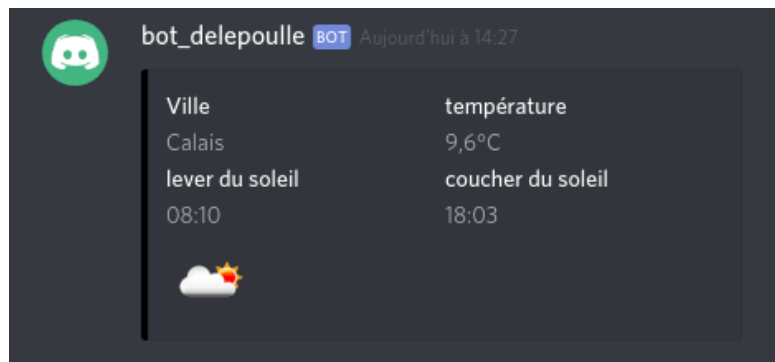 bot_delepoulle BOT Aujourd'hui à 14:27
Ville température
Calais 9,6°C
lever du soleil coucher du soleil
08:10 18:03